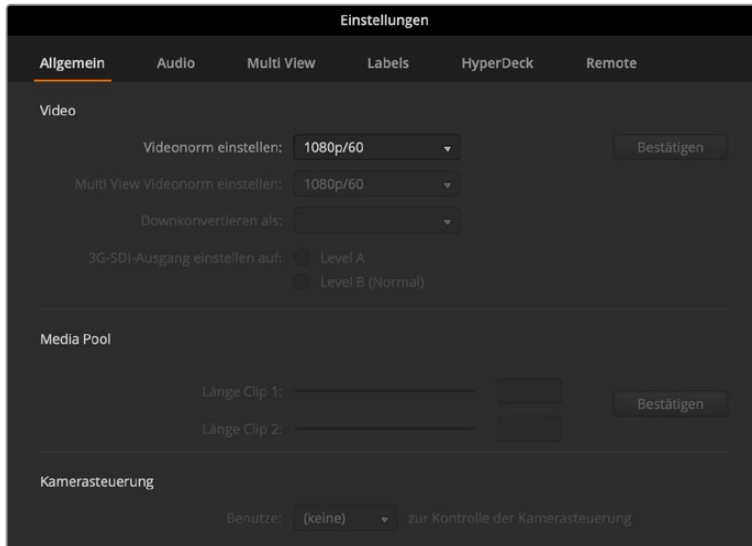 Einstellungen
Allgemein Audio Multi View Labels HyperDeck Remote
Video
Videonorm einstellen: 1080p/60 Bestätigen
Multi View Videonorm einstellen: 1080p/60
Downkonvertieren als:
3G-SDI-Ausgang einstellen auf: Level A
Level B (Normal)
Media Pool
Länge Clip 1:
Bestätigen
Länge Clip 2:
Kamerasteuerung
Benutze: (keine) zur Kontrolle der Kamerasteuerung